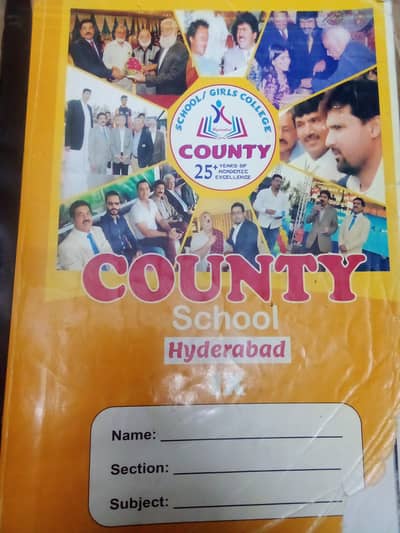 SCHOOL/ GIRLS COLLEGE
COUNTY
25+ YEARS OF
ACADEMIC
EXCELLENCE
COUNTY
School
Hyderabad
Name:
Section:
Subject: